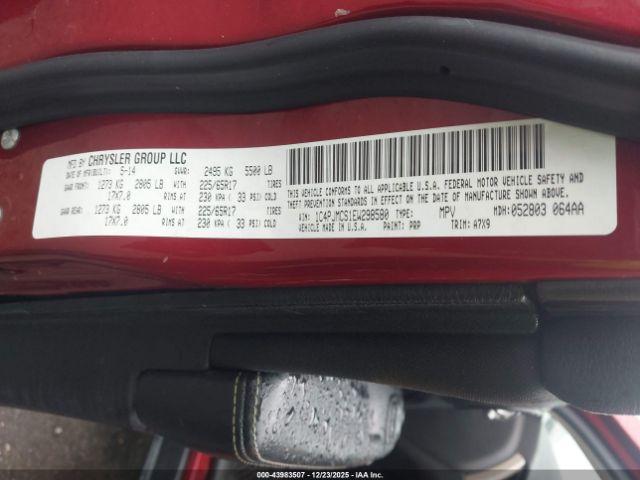 MFD BY CHRYSLER GROUP LLC
DATE OF MFR(BUILT): 5-14 GVWR: 2495 KG 5500 LB
GAWR FRONT: 1273 KG 2805 LB WITH 225/65R17 TIRES
17X7.0 RIMS AT 230 KPA ( 33 PSI) COLD
GAWR REAR: 1273 KG 2805 LB WITH 225/65R17 TIRES
17X7.0 RIMS AT 230 KPA ( 33 PSI) COLD
THIS VEHICLE CONFORMS TO ALL APPLICABLE U.S.A. FEDERAL MOTOR VEHICLE SAFETY AND
THEFT PREVENTION STANDARDS IN EFFECT ON THE DATE OF MANUFACTURE SHOWN ABOVE.
VIN: 1C4PJMCS1EW298580 TYPE: MPV MDH: 052803 064AA
VEHICLE MADE IN U.S.A. PAINT: PRP TRIM: A7X9
000-43983507 - 12/23/2025 - IAAI.COM